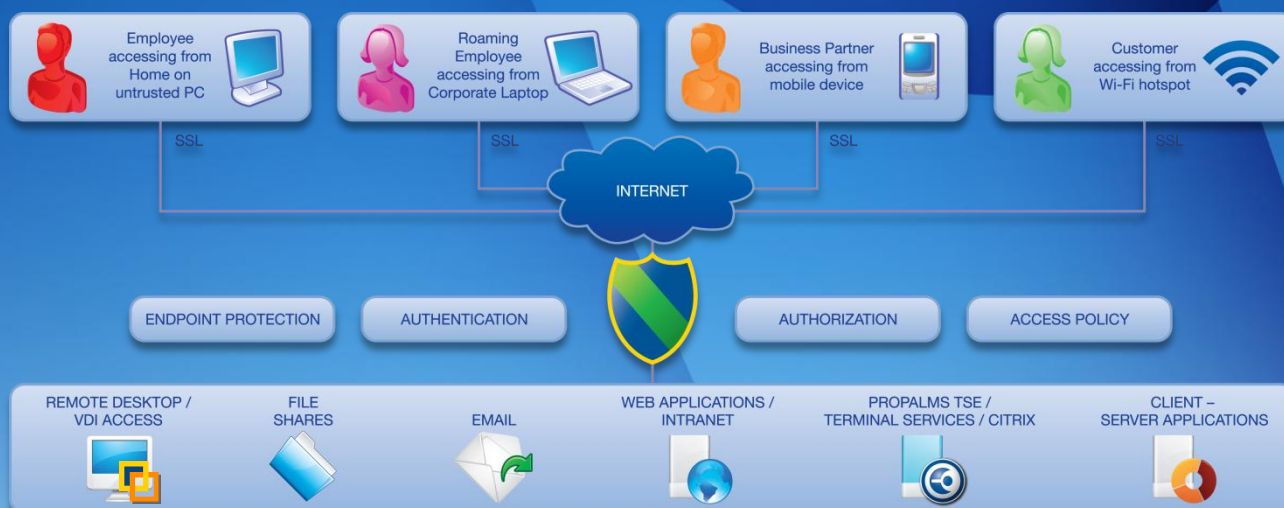 Employee
accessing from
Home on
untrusted PC
Roaming
Employee
accessing from
Corporate Laptop
Business Partner
accessing from
mobile device
Customer
accessing from
Wi-Fi hotspot
SSL
SSL
SSL
SSL
INTERNET
ENDPOINT PROTECTION
AUTHENTICATION
AUTHORIZATION
ACCESS POLICY
REMOTE DESKTOP /
VDI ACCESS
FILE
SHARES
EMAIL
WEB APPLICATIONS /
INTRANET
PROPALMS TSE /
TERMINAL SERVICES / CITRIX
CLIENT –
SERVER APPLICATIONS